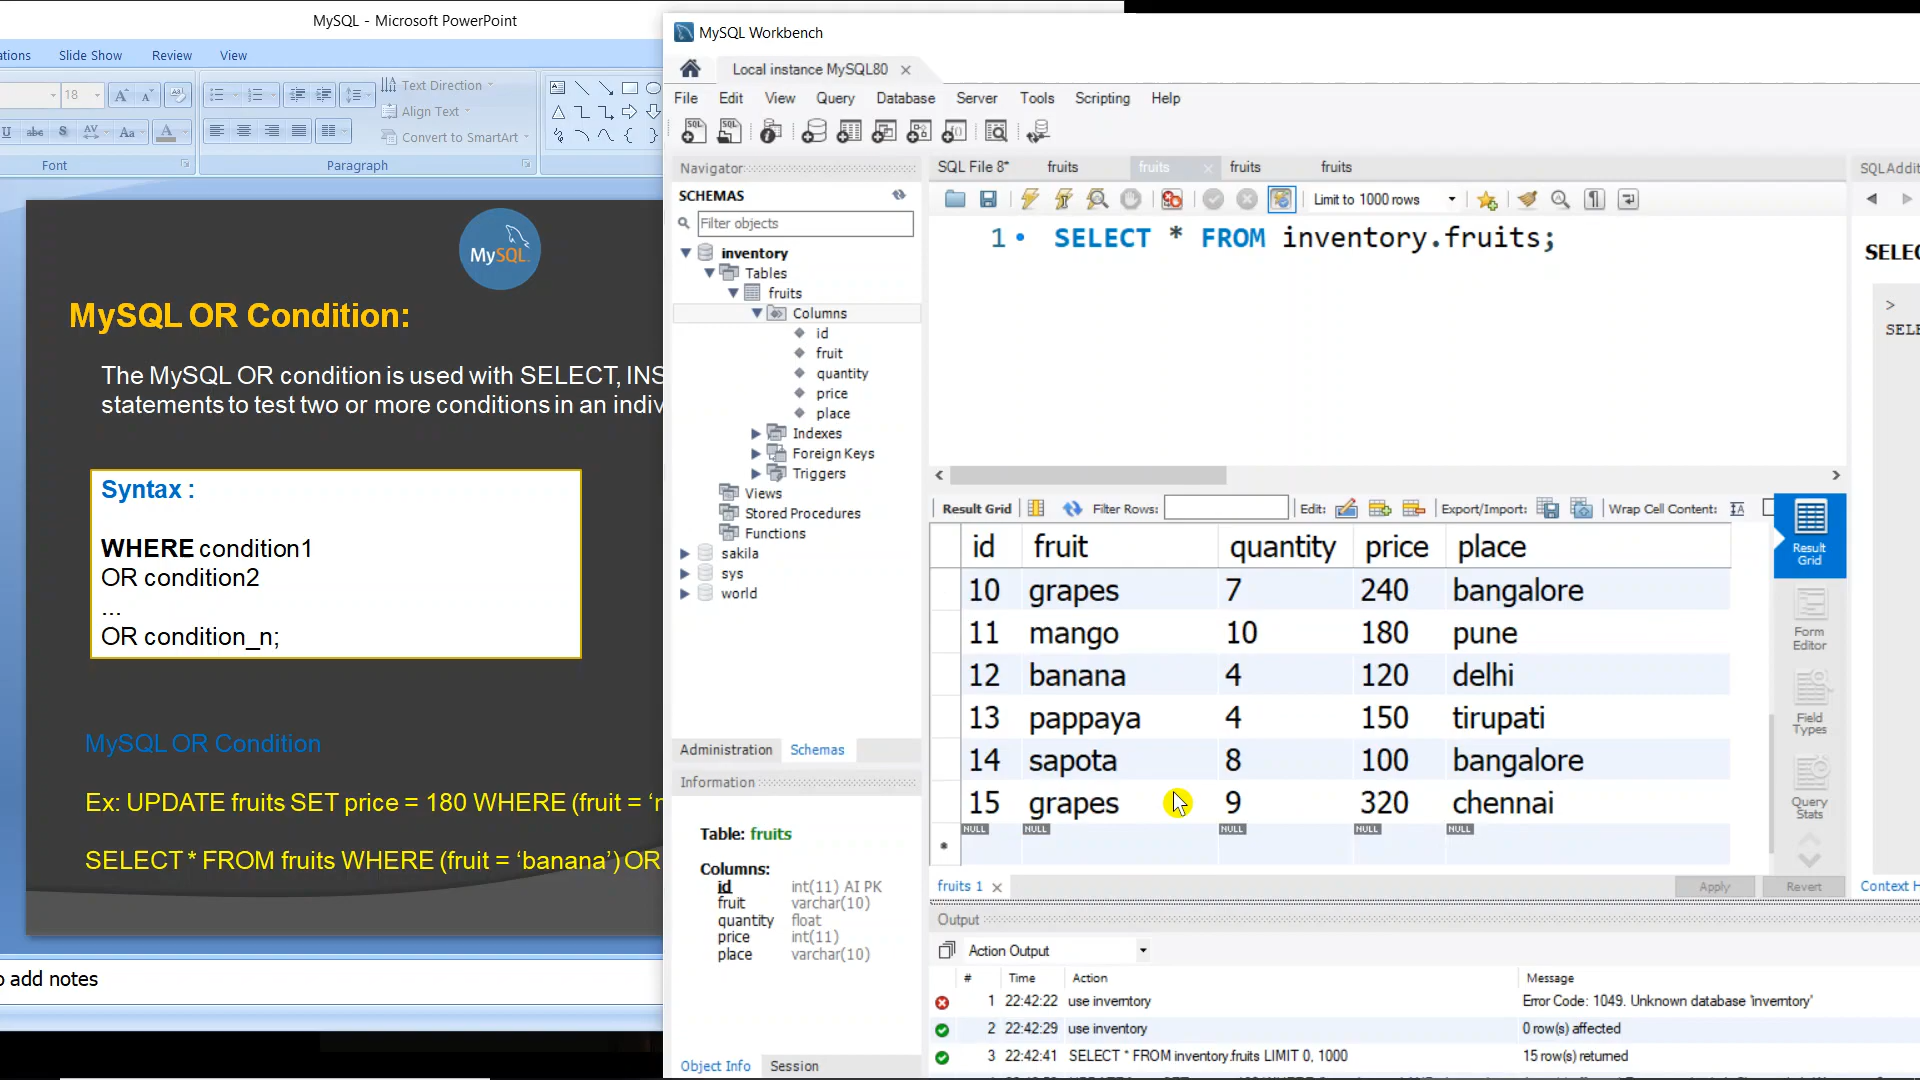 MySQL - Microsoft PowerPoint
Slide Show
Review
View
18
Text Direction
Align Text
Convert to SmartArt
Font
Paragraph
MySQL
MySQL OR Condition:
The MySQL OR condition is used with SELECT, INS
statements to test two or more conditions in an
Syntax :
WHERE condition1
OR condition2
...
OR condition_n;
MySQL OR Condition
Ex: UPDATE fruits SET price = 180 WHERE (fruit = ‘
SELECT * FROM fruits WHERE (fruit = ‘banana’) OR
add notes
MySQL Workbench
Local instance MySQL80
File Edit View Query Database Server Tools Scripting Help
Navigator
SCHEMAS
Filter objects
inventory
Tables
fruits
Columns
id
fruit
quantity
price
place
Indexes
Foreign Keys
Triggers
Views
Stored Procedures
Functions
sakila
sys
world
Administration Schemas
Information
Table: fruits
Columns:
id int(11) AI PK
fruit varchar(10)
quantity float
price int(11)
place varchar(10)
Object Info Session
SQL File 8* fruits fruits fruits fruits
Limit to 1000 rows
1 SELECT * FROM inventory.fruits;
Result Grid Filter Rows: Edit: Export/Import: Wrap Cell Content:
id fruit quantity price place
10 grapes 7 240 bangalore
11 mango 10 180 pune
12 banana 4 120 delhi
13 pappaya 4 150 tirupati
14 sapota 8 100 bangalore
15 grapes 9 320 chennai
NULL NULL NULL NULL NULL
Result
Grid
Form
Editor
Field
Types
Query
Stats
fruits 1 Apply Revert
Output
Action Output
# Time Action Message
1 22:42:22 use inverntory Error Code: 1049. Unknown database 'inverntory'
2 22:42:29 use inventory 0 row(s) affected
3 22:42:41 SELECT * FROM inventory.fruits LIMIT 0, 1000 15 row(s) returned
SQLAddit
SELEC
>
SELE
Context H